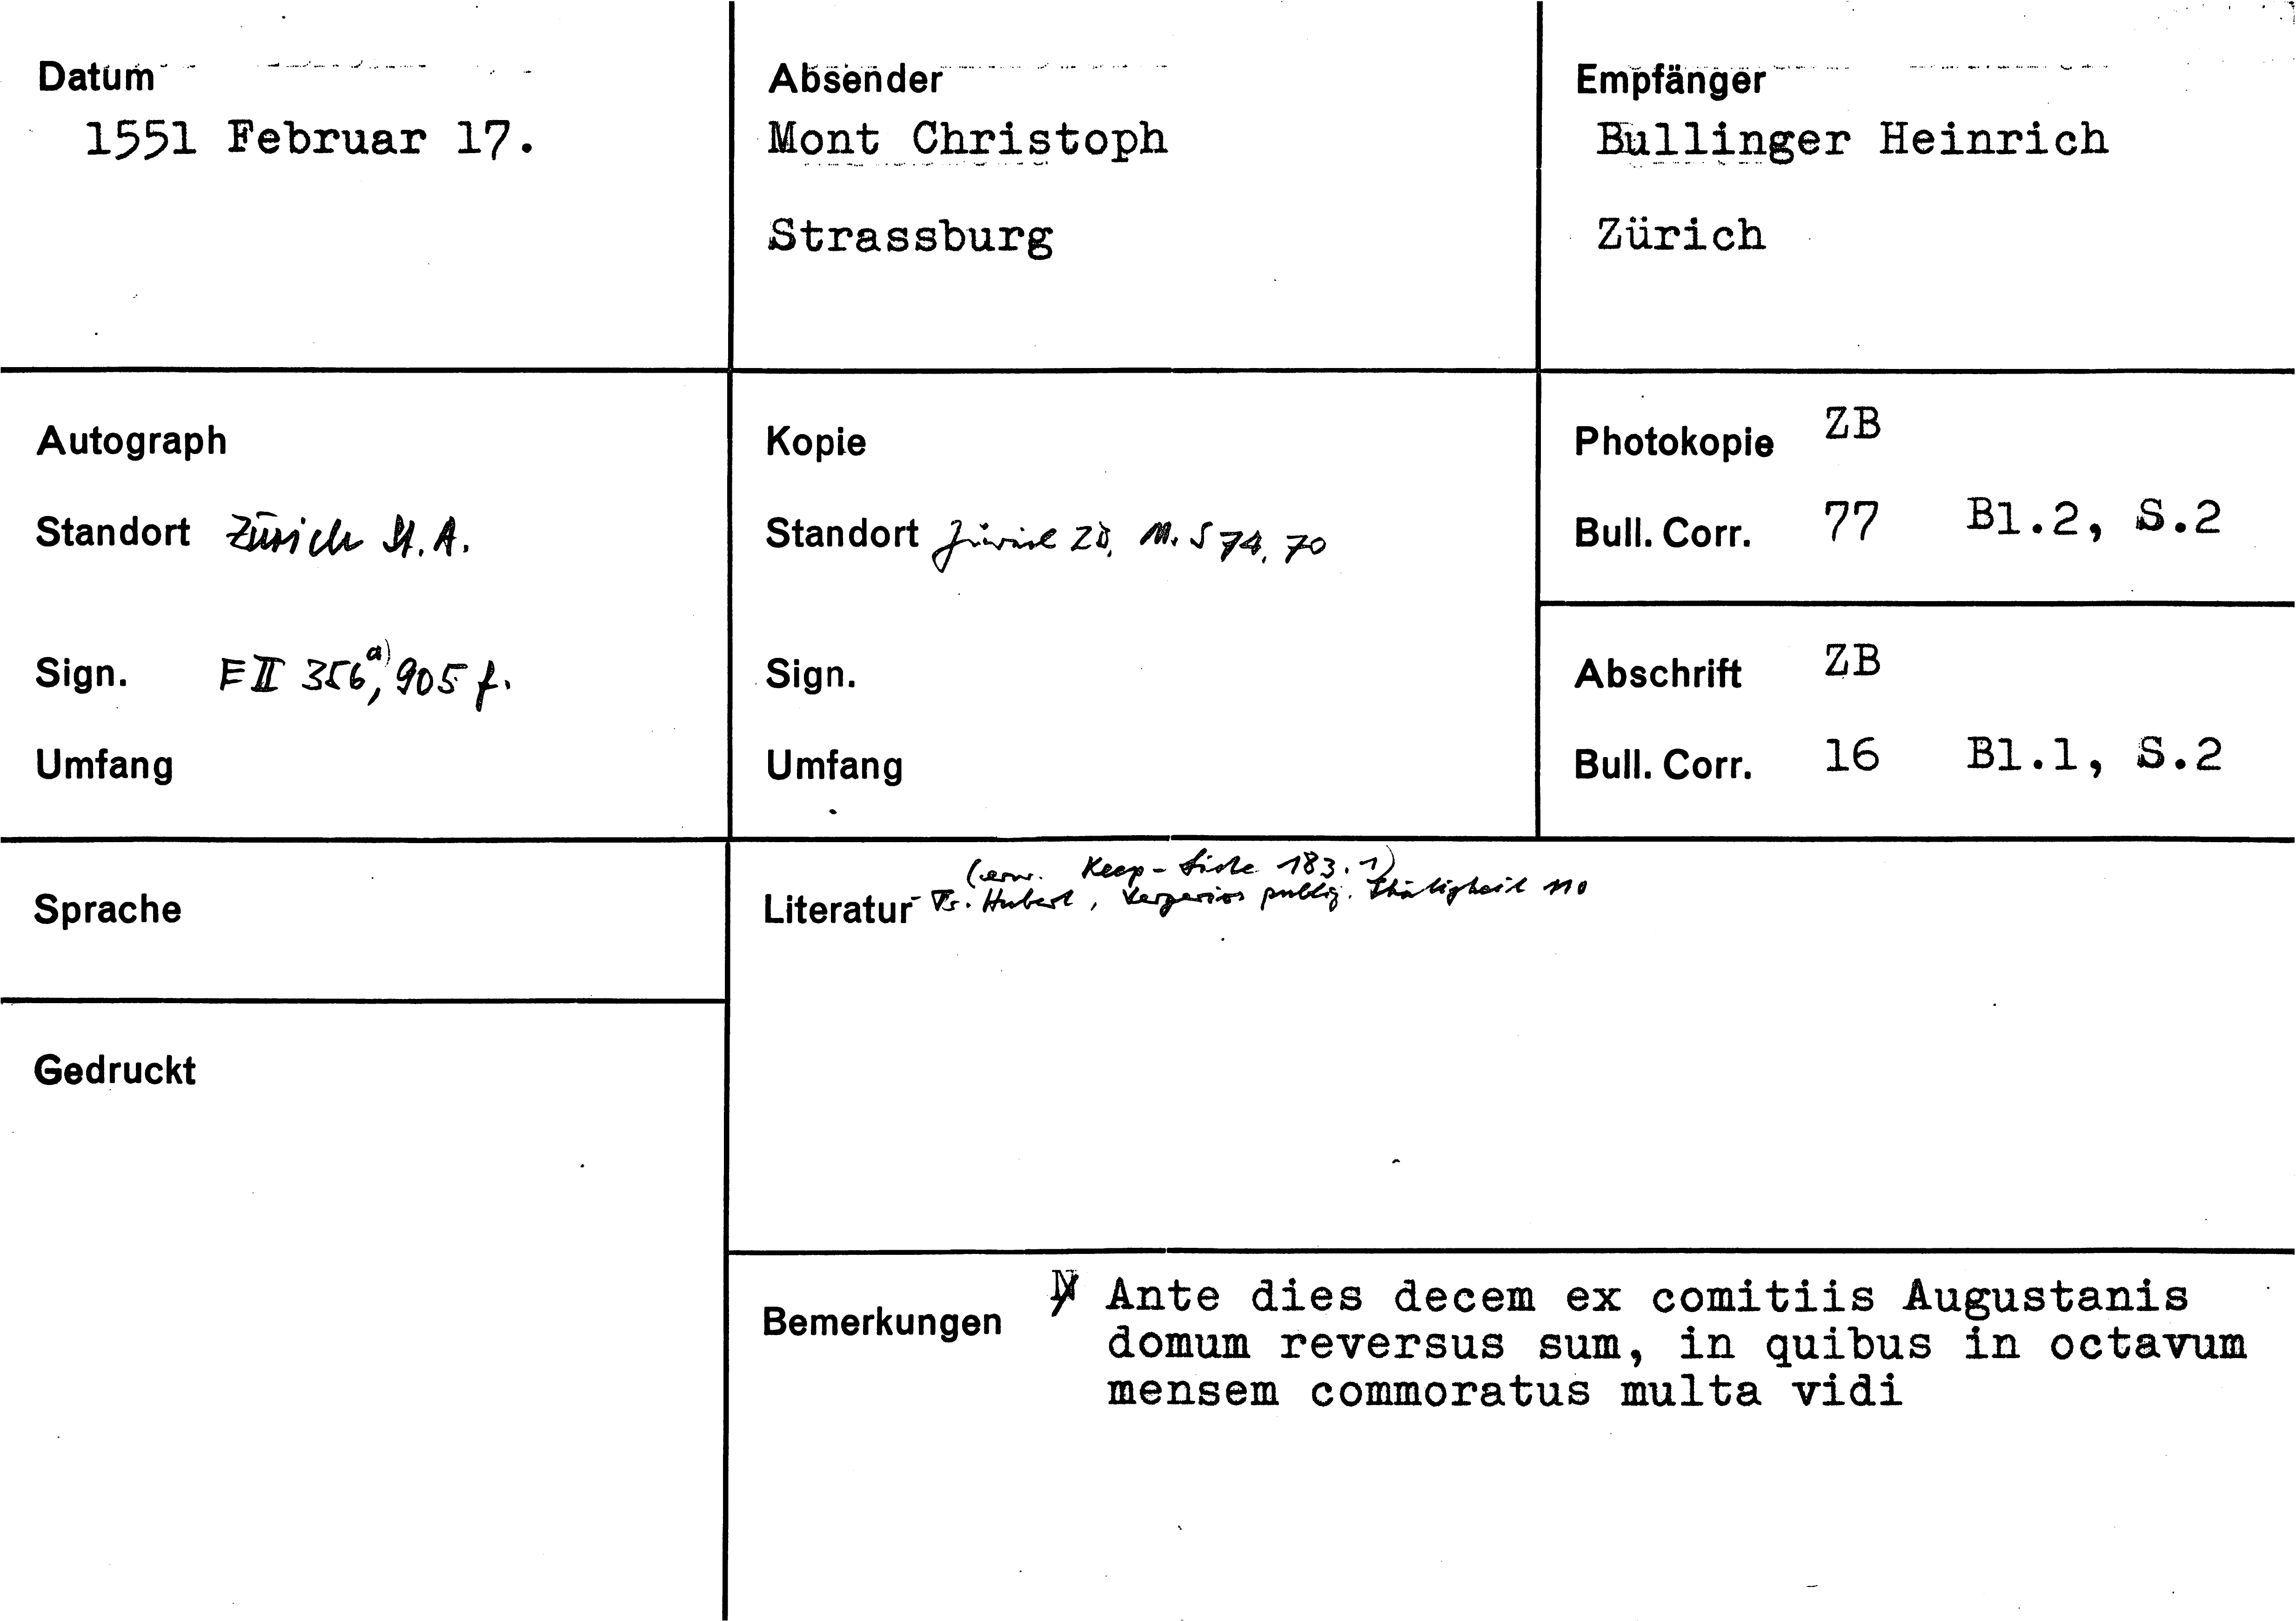 Datum
1551 Februar 17.
Absender
Mont Christoph
Strassburg
Empfänger
Bullinger Heinrich
Zürich
Autograph
Standort Zürich St.A.
Sign. E II 356a), 905 f.
Umfang
Kopie
Standort Zürich ZB, M.S 74, 70
Sign.
Umfang
Photokopie ZB
Bull. Corr. 77 Bl.2, S.2
Abschrift ZB
Bull. Corr. 16 Bl.1, S.2
Sprache
Gedruckt
(erw. Keep-Liste 183.1)
Literatur Fr. Hubert, Vergerios publiz. Thätigkeit 110
Bemerkungen
Ante dies decem ex comitiis Augustanis
domum reversus sum, in quibus in octavum
mensem commoratus multa vidi